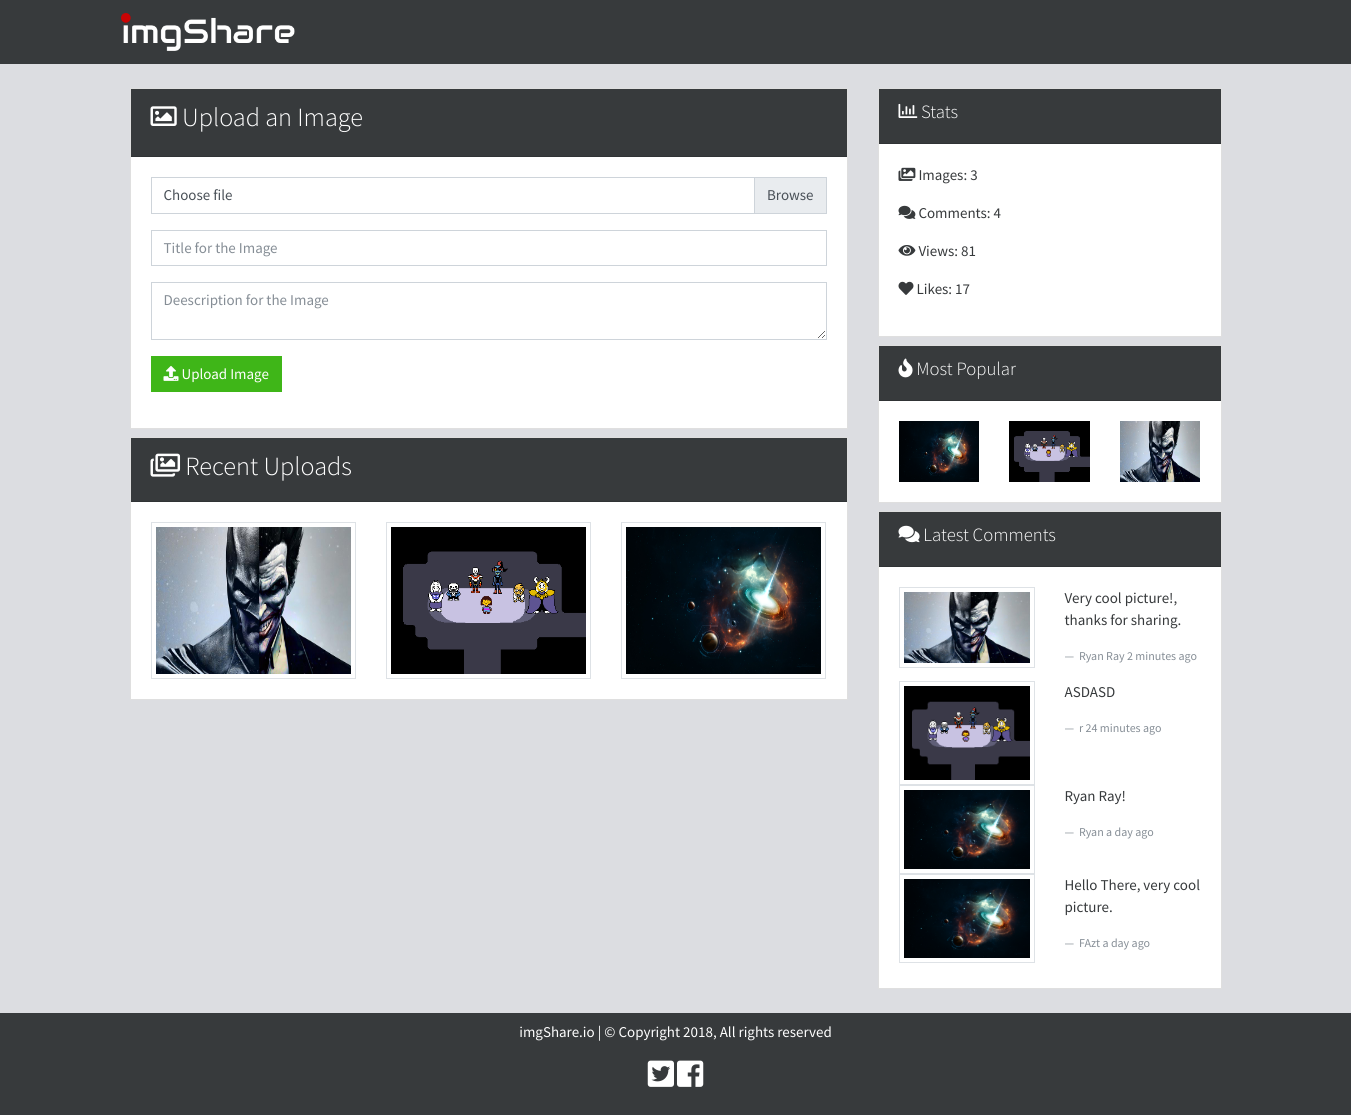 imgShare
Upload an Image
Choose file
Browse
Title for the Image
Deescription for the Image
Upload Image
Recent Uploads
Stats
Images: 3
Comments: 4
Views: 81
Likes: 17
Most Popular
Latest Comments
Very cool picture!,
thanks for sharing.
— Ryan Ray 2 minutes ago
ASDASD
— r 24 minutes ago
Ryan Ray!
— Ryan a day ago
Hello There, very cool
picture.
— FAzt a day ago
imgShare.io | © Copyright 2018, All rights reserved